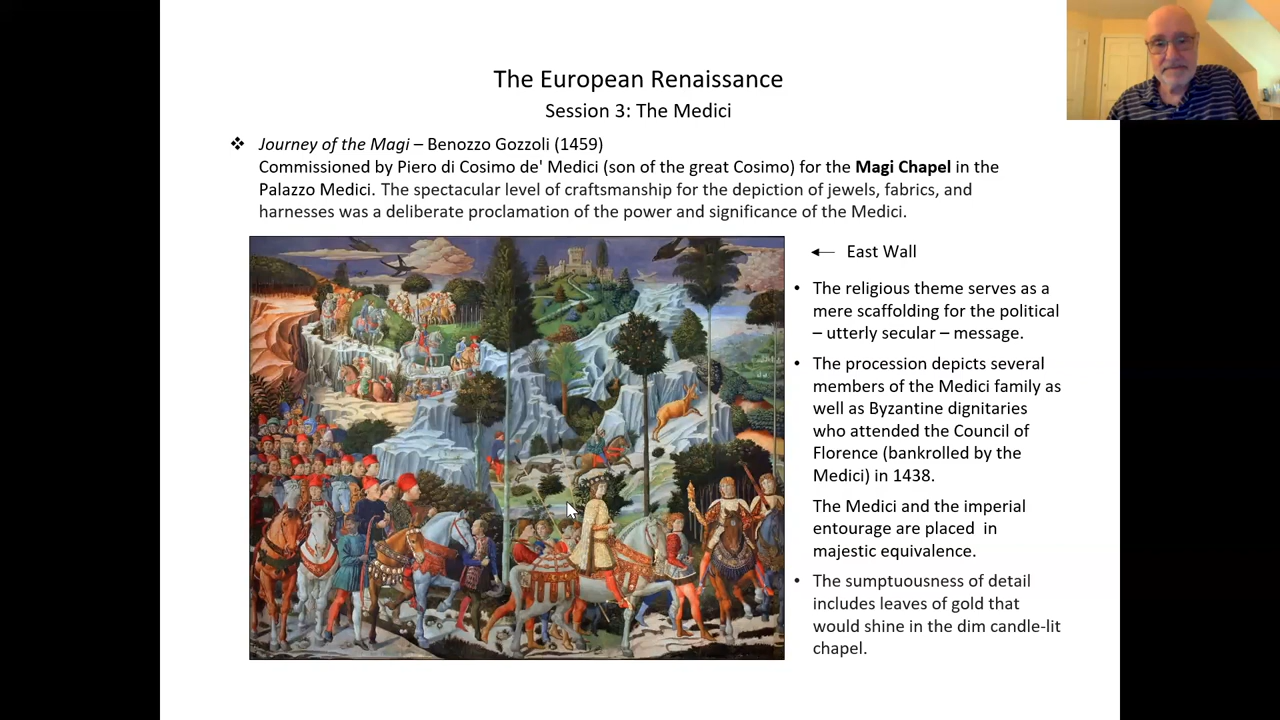 The European Renaissance
Session 3: The Medici
❖ Journey of the Magi – Benozzo Gozzoli (1459)
Commissioned by Piero di Cosimo de' Medici (son of the great Cosimo) for the Magi Chapel in the
Palazzo Medici. The spectacular level of craftsmanship for the depiction of jewels, fabrics, and
harnesses was a deliberate proclamation of the power and significance of the Medici.
← East Wall
• The religious theme serves as a
mere scaffolding for the political
– utterly secular – message.
• The procession depicts several
members of the Medici family as
well as Byzantine dignitaries
who attended the Council of
Florence (bankrolled by the
Medici) in 1438.
The Medici and the imperial
entourage are placed in
majestic equivalence.
• The sumptuousness of detail
includes leaves of gold that
would shine in the dim candle-lit
chapel.